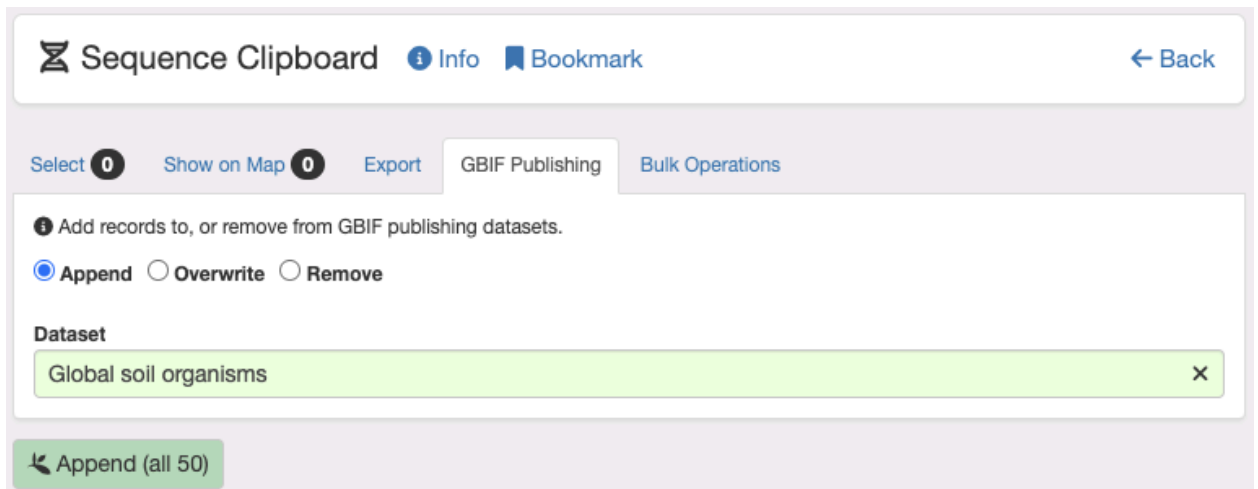 Sequence Clipboard Info Bookmark Back
Select 0 Show on Map 0 Export GBIF Publishing Bulk Operations
Add records to, or remove from GBIF publishing datasets.
Append Overwrite Remove
Dataset
Global soil organisms
Append (all 50)